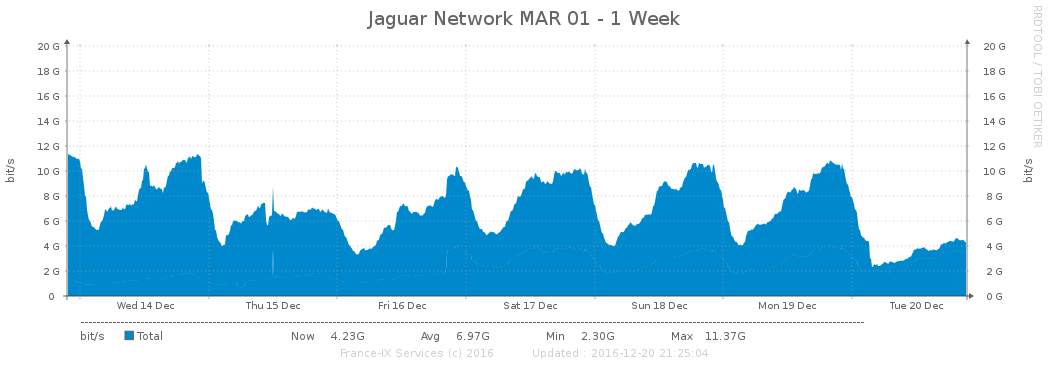 Jaguar Network MAR 01 - 1 Week
RRDTOOL / TOBI OETIKER
bit/s
20 G
18 G
16 G
14 G
12 G
10 G
8 G
6 G
4 G
2 G
0
20 G
18 G
16 G
14 G
12 G
10 G
8 G
6 G
4 G
2 G
0 G
bit/s
Wed 14 Dec Thu 15 Dec Fri 16 Dec Sat 17 Dec Sun 18 Dec Mon 19 Dec Tue 20 Dec
bit/s Total Now 4.23G Avg 6.97G Min 2.30G Max 11.37G
France-IX Services (c) 2016 Updated : 2016-12-20 21:25:04